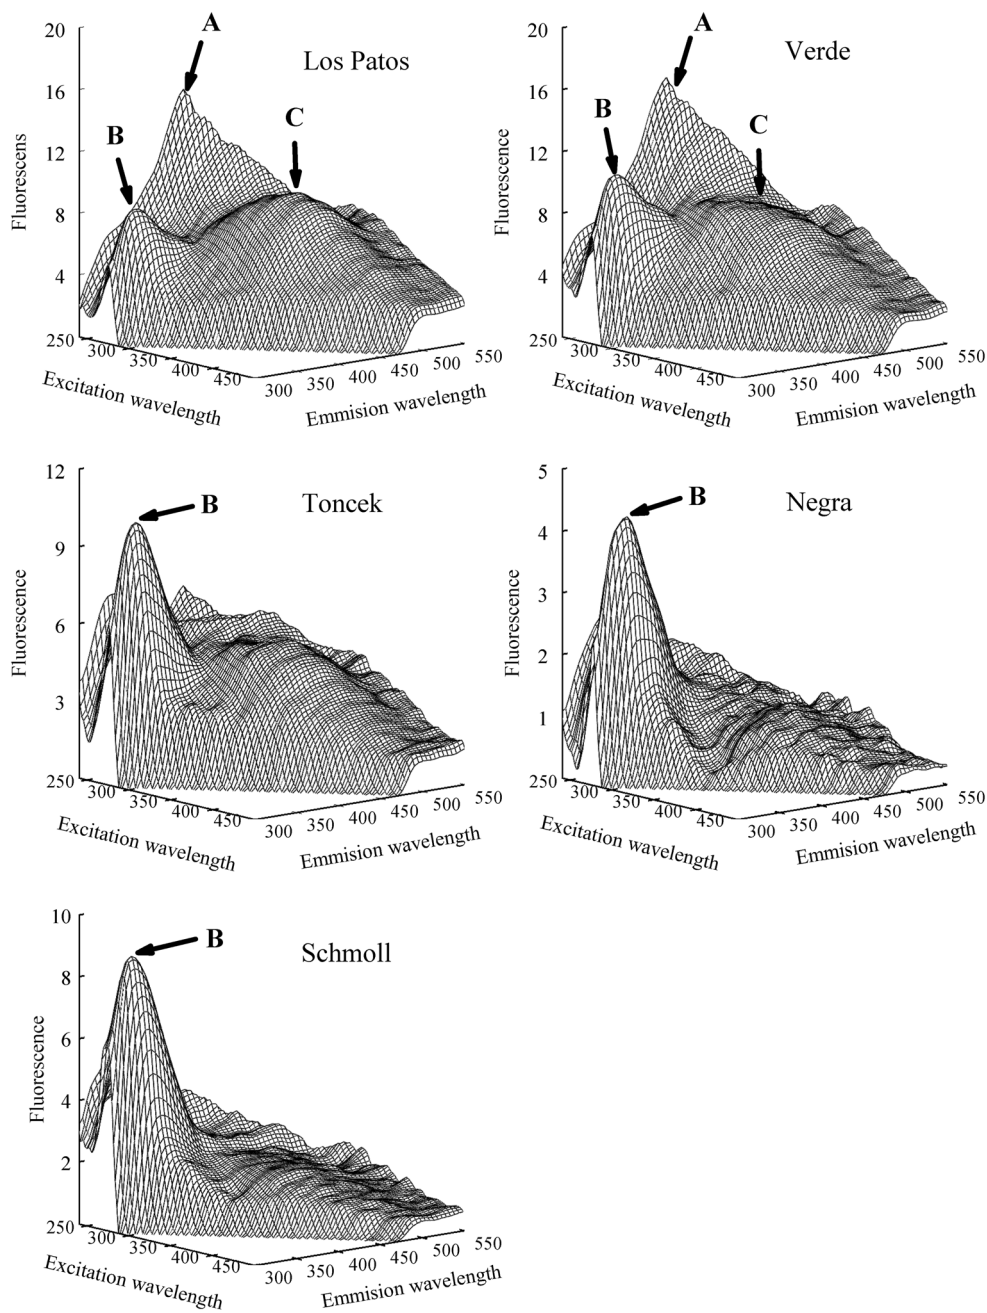 Los Patos
A
B
C
Fluorescens
20
16
12
8
4
250
300
350
400
450
Excitation wavelength
300
350
400
450
500
550
Emmision wavelength
Verde
A
B
C
Fluorescence
20
16
12
8
4
250
300
350
400
450
Excitation wavelength
300
350
400
450
500
550
Emmision wavelength
Toncek
B
Fluorescence
12
9
6
3
250
300
350
400
450
Excitation wavelength
300
350
400
450
500
550
Emmision wavelength
Negra
B
Fluorescence
5
4
3
2
1
250
300
350
400
450
Excitation wavelength
300
350
400
450
500
550
Emmision wavelength
Schmoll
B
Fluorescence
10
8
6
4
2
250
300
350
400
450
Excitation wavelength
300
350
400
450
500
550
Emmision wavelength